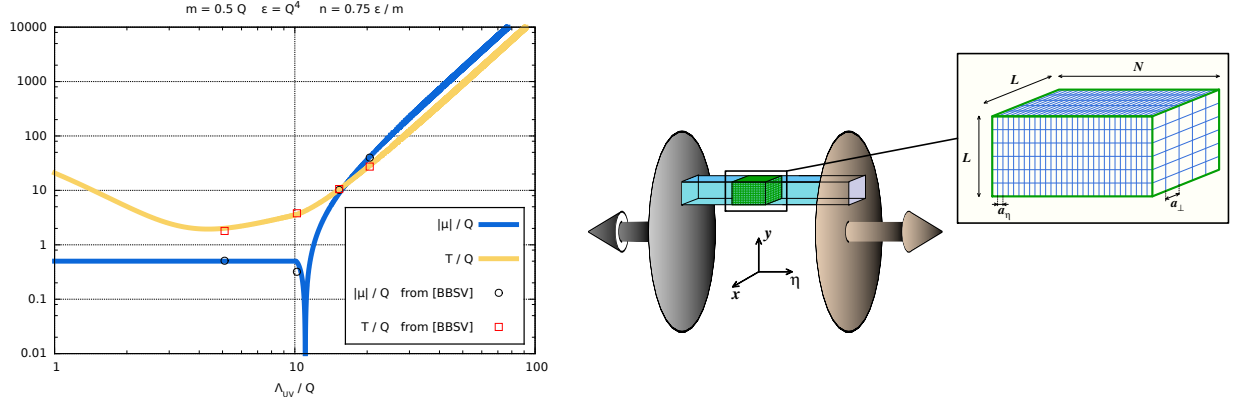 m = 0.5 Q ε = Q⁴ n = 0.75 ε / m
10000
1000
100
10
1
0.1
0.01
1
10
100
Λ_UV / Q
|μ| / Q
T / Q
|μ| / Q from [BBSV]
T / Q from [BBSV]
y
η
x
L
N
L
a_η
a_⊥